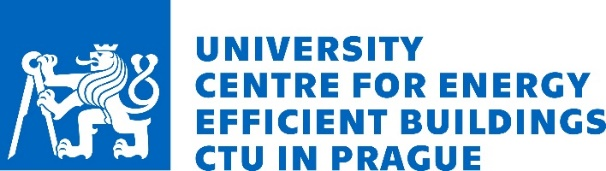 UNIVERSITY
CENTRE FOR ENERGY
EFFICIENT BUILDINGS
CTU IN PRAGUE